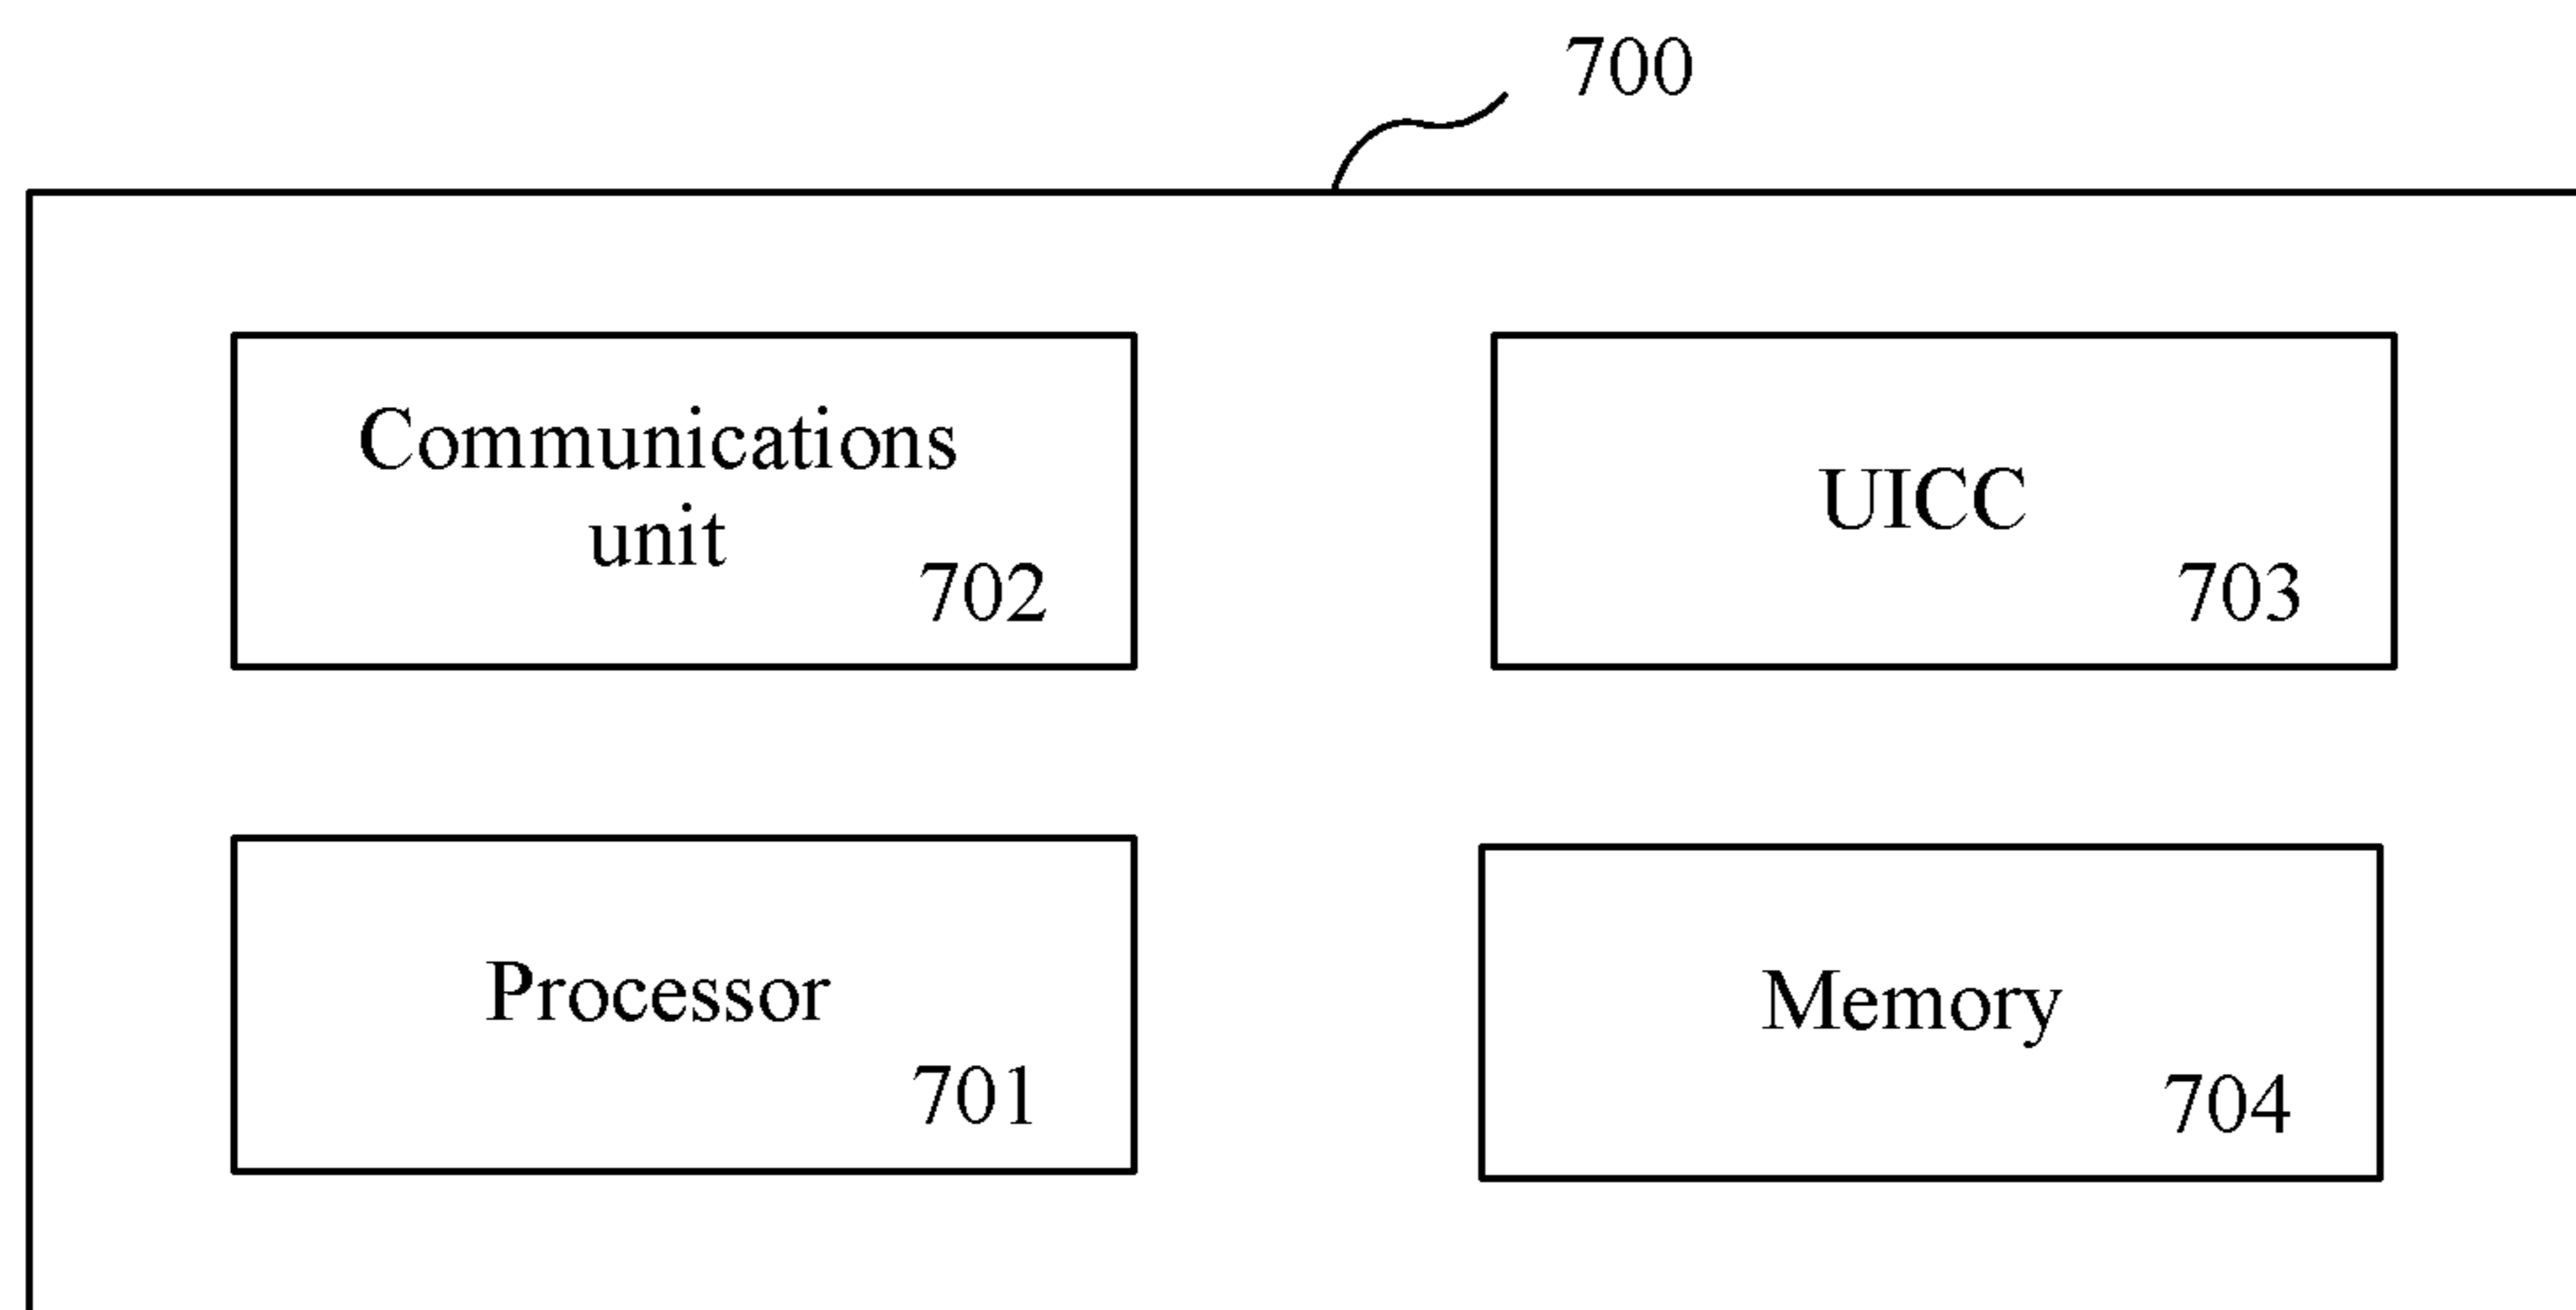 700
Communications
unit
702
UICC
703
Processor
701
Memory
704